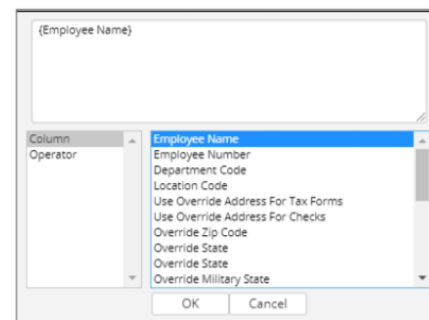 {Employee Name}
Column
Operator
Employee Name
Employee Number
Department Code
Location Code
Use Override Address For Tax Forms
Use Override Address For Checks
Override Zip Code
Override State
Override State
Override Military State
OK
Cancel